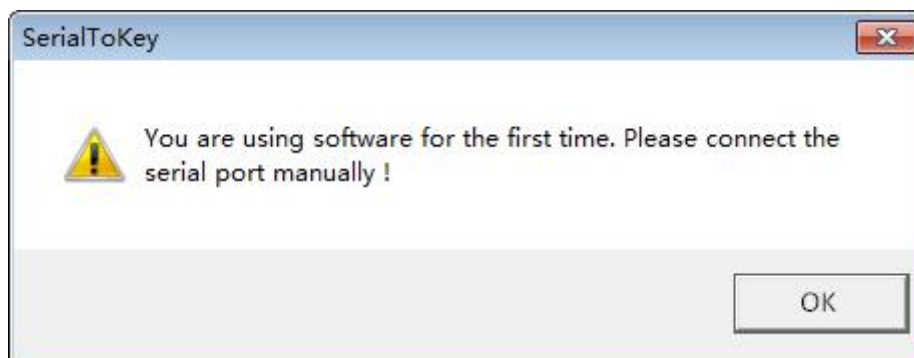 SerialToKey
You are using software for the first time. Please connect the
serial port manually !
OK